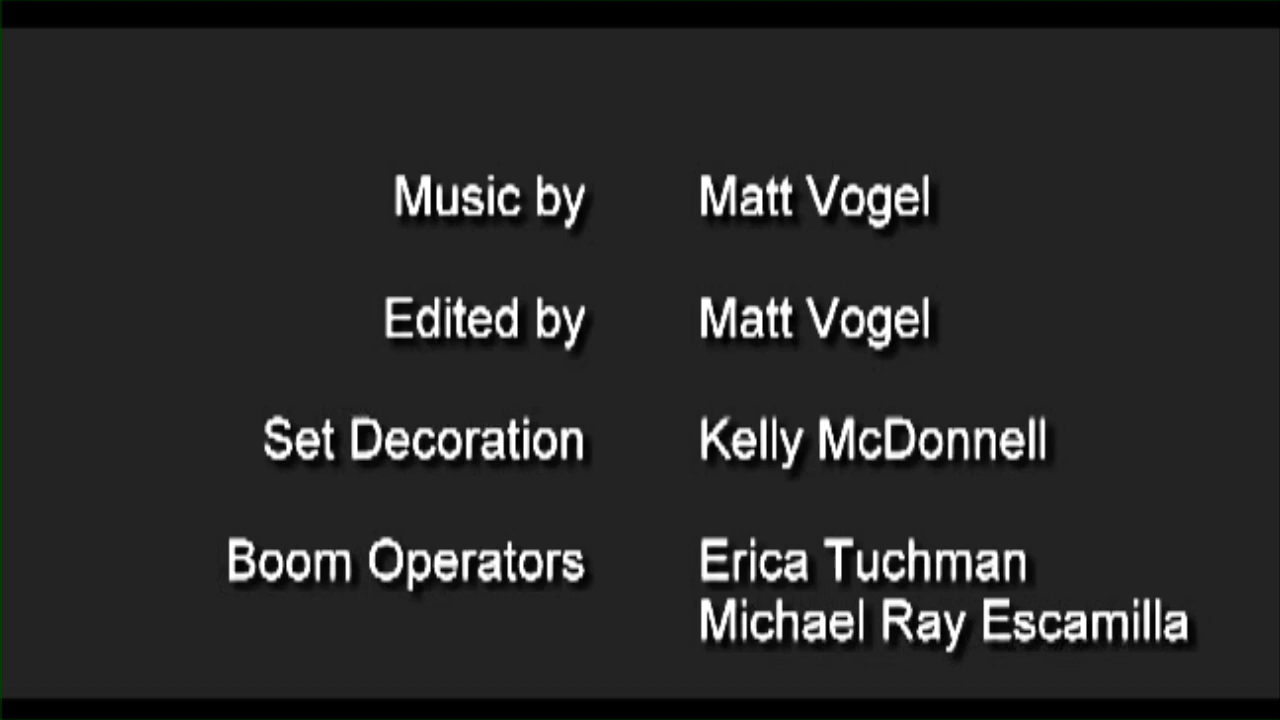 Music by Matt Vogel
Edited by Matt Vogel
Set Decoration Kelly McDonnell
Boom Operators Erica Tuchman
Michael Ray Escamilla